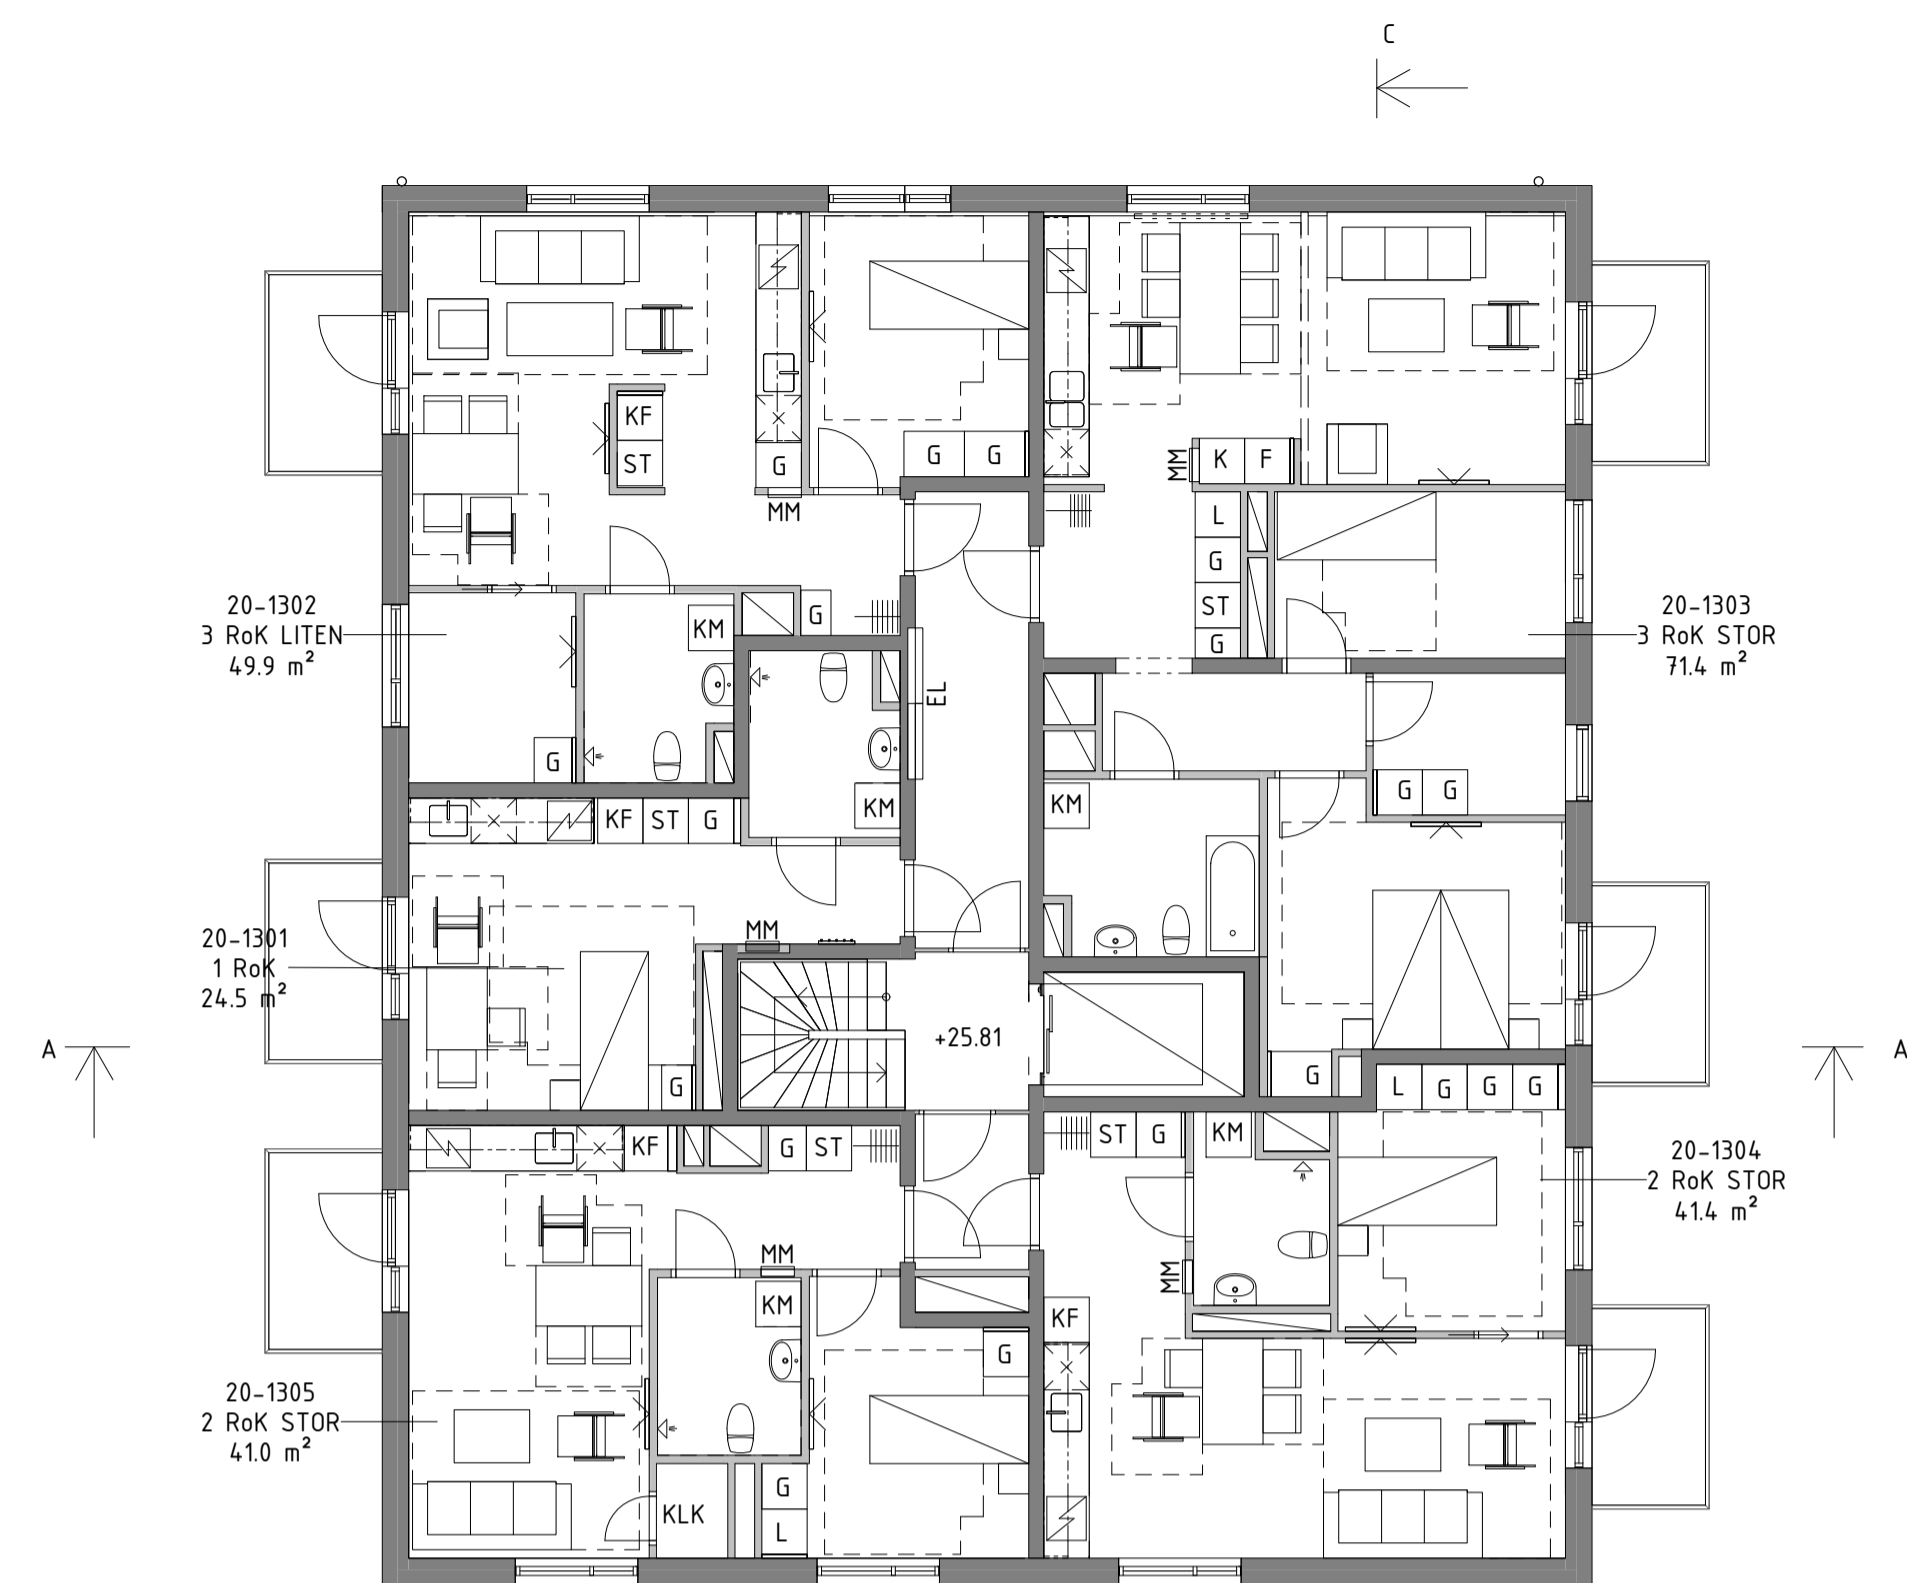 C
KF
ST
G
G
G
MM
K
F
MM
L
G
ST
G
20-1302
3 RoK LITEN
49.9 m²
G
KM
20-1303
3 RoK STOR
71.4 m²
EL
G
KM
KM
G
G
KF
ST
G
MM
20-1301
1 RoK
24.5 m²
A
+25.81
A
G
G
L
G
G
G
KF
G
ST
ST
G
KM
20-1304
2 RoK STOR
41.4 m²
MM
MM
KM
KF
G
20-1305
2 RoK STOR
41.0 m²
G
KLK
L